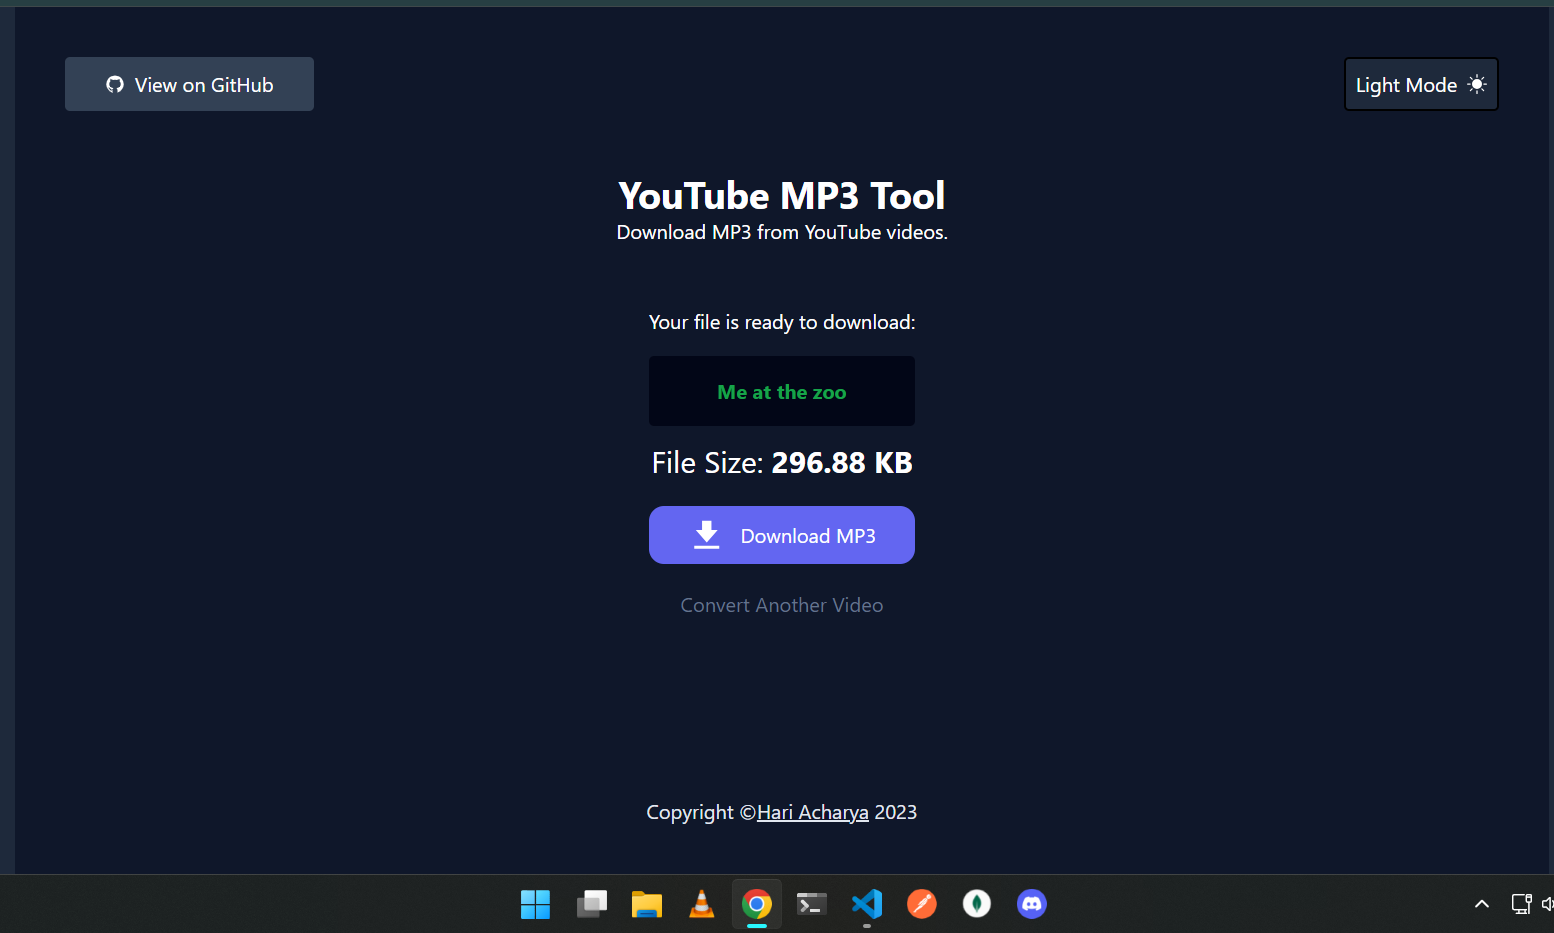 View on GitHub
Light Mode
YouTube MP3 Tool
Download MP3 from YouTube videos.
Your file is ready to download:
Me at the zoo
File Size: 296.88 KB
Download MP3
Convert Another Video
Copyright ©Hari Acharya 2023